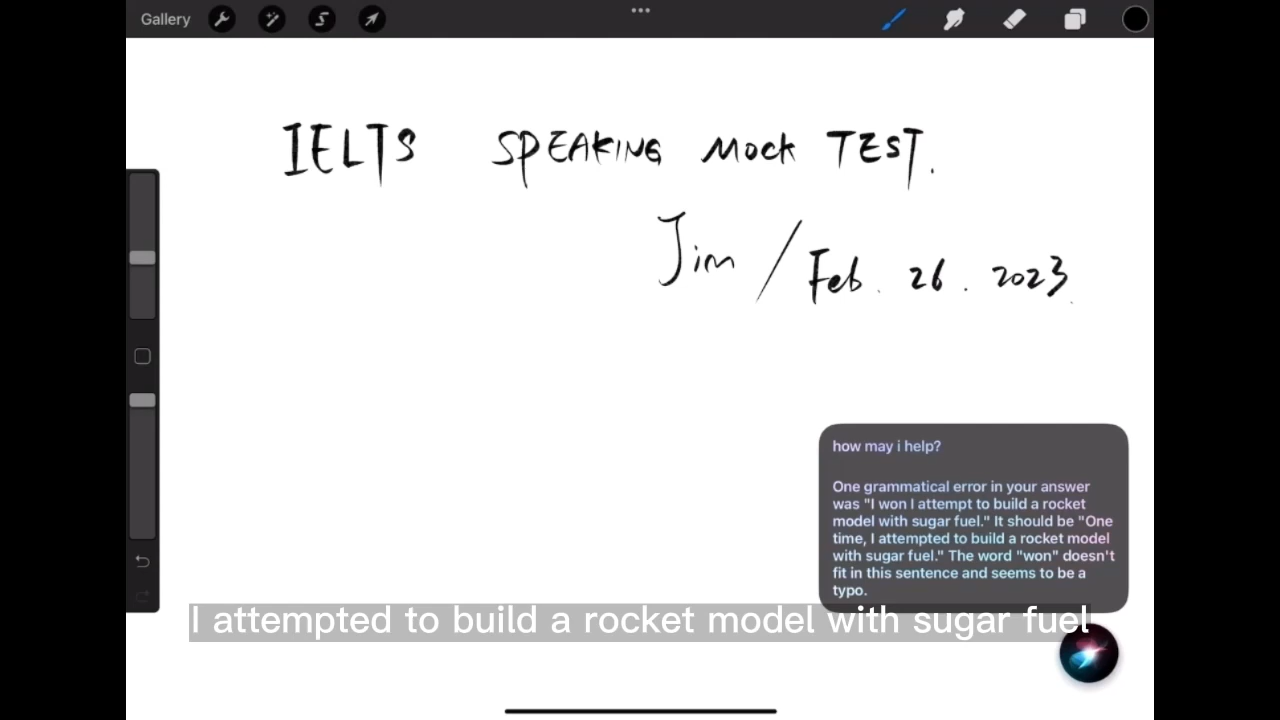 Gallery
IELTS SPEAKING MOCK TEST.
Jim / Feb. 26. 2023.
how may i help?
One grammatical error in your answer
was "I won I attempt to build a rocket
model with sugar fuel." It should be "One
time, I attempted to build a rocket model
with sugar fuel." The word "won" doesn't
fit in this sentence and seems to be a
typo.
I attempted to build a rocket model with sugar fuel